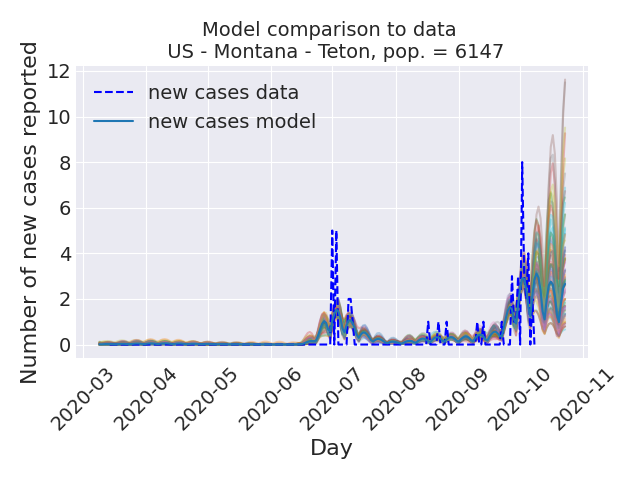 Model comparison to data
US - Montana - Teton, pop. = 6147
Number of new cases reported
12
10
8
6
4
2
0
new cases data
new cases model
2020-03
2020-04
2020-05
2020-06
2020-07
2020-08
2020-09
2020-10
2020-11
Day